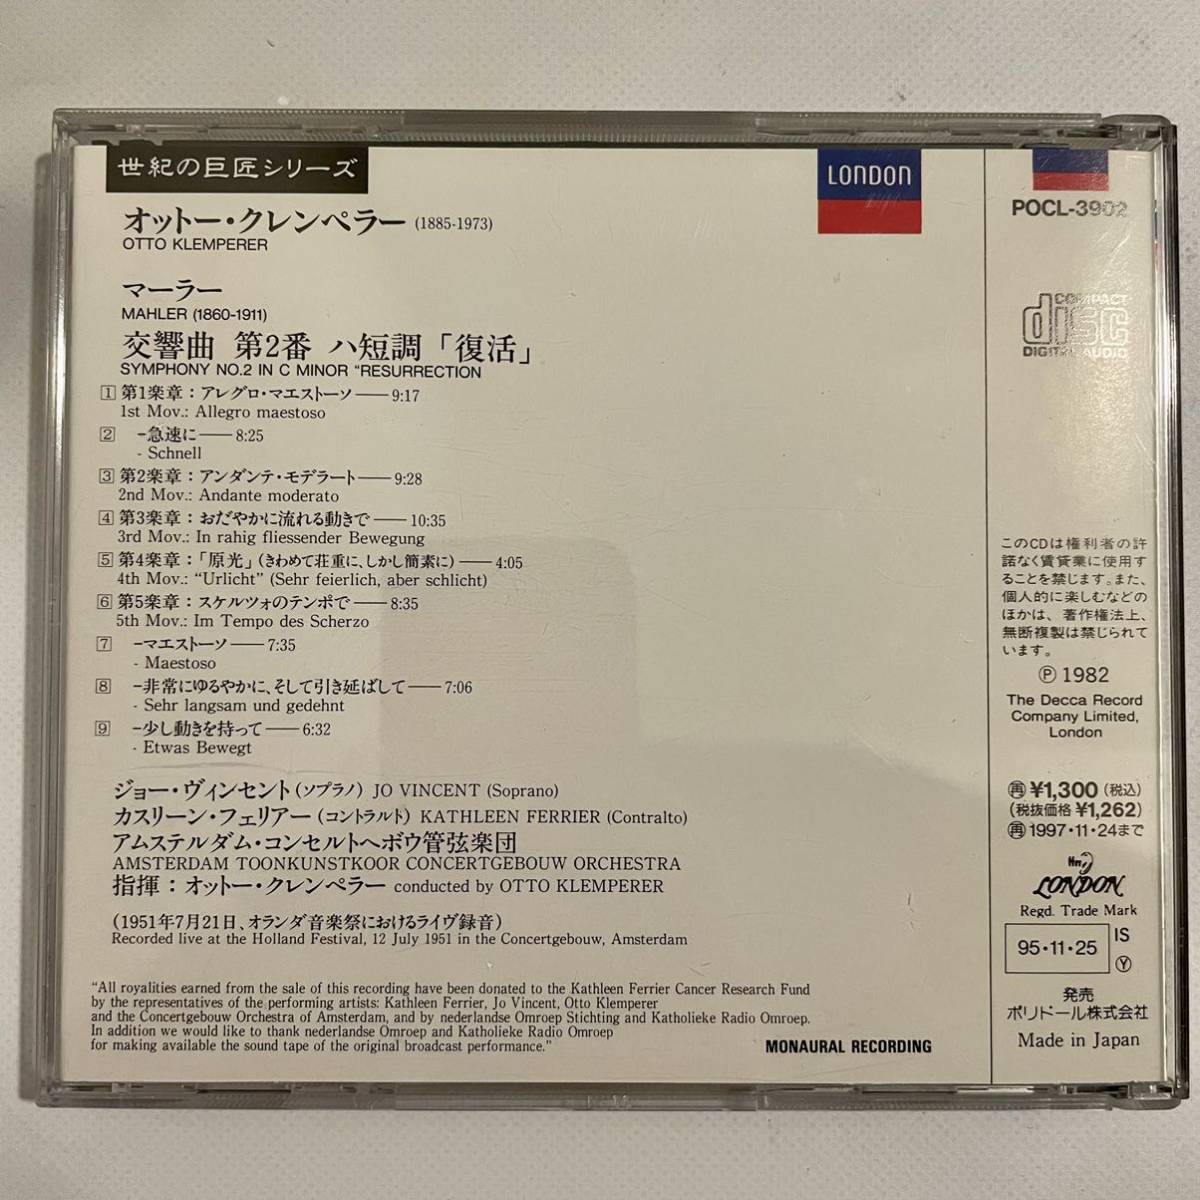 世紀の巨匠シリーズ
オットー・クレンペラー (1885-1973)
OTTO KLEMPERER
マーラー
MAHLER (1860-1911)
交響曲 第2番 ハ短調「復活」
SYMPHONY NO.2 IN C MINOR “RESURRECTION
1 第1楽章：アレグロ・マエストーソ——9:17
1st Mov.: Allegro maestoso
2 -急速に——8:25
- Schnell
3 第2楽章：アンダンテ・モデラート——9:28
2nd Mov.: Andante moderato
4 第3楽章：おだやかに流れる動きで——10:35
3rd Mov.: In rahig fliessender Bewegung
5 第4楽章：「原光」(きわめて荘重に、しかし簡素に)——4:05
4th Mov.: “Urlicht” (Sehr feierlich, aber schlicht)
6 第5楽章：スケルツォのテンポで——8:35
5th Mov.: Im Tempo des Scherzo
7 -マエストーソ——7:35
- Maestoso
8 -非常にゆるやかに、そして引き延ばして——7:06
- Sehr langsam und gedehnt
9 -少し動きを持って——6:32
- Etwas Bewegt
ジョー・ヴィンセント (ソプラノ) JO VINCENT (Soprano)
カスリーン・フェリアー (コントラルト) KATHLEEN FERRIER (Contralto)
アムステルダム・コンセルトヘボウ管弦楽団
AMSTERDAM TOONKUNSTKOOR CONCERTGEBOUW ORCHESTRA
指揮：オットー・クレンペラー conducted by OTTO KLEMPERER
(1951年7月21日、オランダ音楽祭におけるライヴ録音)
Recorded live at the Holland Festival, 12 July 1951 in the Concertgebouw, Amsterdam
“All royalities earned from the sale of this recording have been donated to the Kathleen Ferrier Cancer Research Fund
by the representatives of the performing artists: Kathleen Ferrier, Jo Vincent, Otto Klemperer
and the Concertgebouw Orchestra of Amsterdam, and by nederlandse Omroep Stichting and Katholieke Radio Omroep.
In addition we would like to thank nederlandse Omroep and Katholieke Radio Omroep
for making available the sound tape of the original broadcast performance.”
MONAURAL RECORDING
LONDON
POCL-3902
COMPACT
disc
DIGITAL AUDIO
このCDは権利者の許
諾なく賃貸業に使用す
ることを禁じます。また、
個人的に楽しむなどの
ほかは、著作権法上、
無断複製は禁じられて
います。
Ⓟ 1982
The Decca Record
Company Limited,
London
再 ¥1,300 (税込)
(税抜価格 ¥1,262)
再 1997・11・24まで
LONDON
Regd. Trade Mark
95・11・25
IS
Ⓨ
発売
ポリドール株式会社
Made in Japan